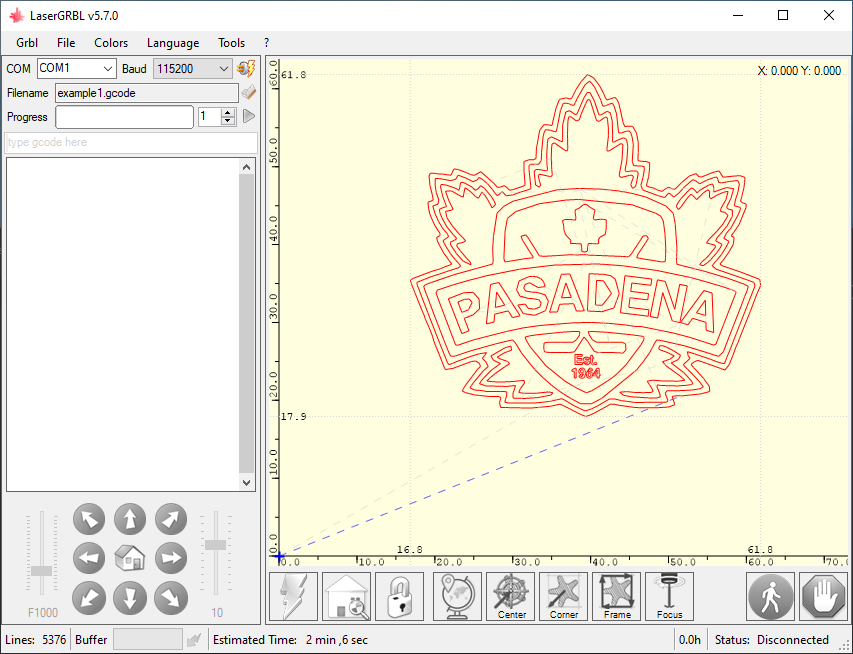 LaserGRBL v5.7.0
Grbl File Colors Language Tools ?
COM COM1 Baud 115200
Filename example1.gcode
Progress 1
type gcode here
X: 0.000 Y: 0.000
61.8
60.0
50.0
40.0
30.0
20.0
17.9
10.0
0.0
PASADENA
Est.
1964
16.8 61.8
0.0 10.0 20.0 30.0 40.0 50.0 60.0 70.0
F1000 10
Center Corner Frame Focus
Lines: 5376 Buffer Estimated Time: 2 min ,6 sec 0.0h Status: Disconnected